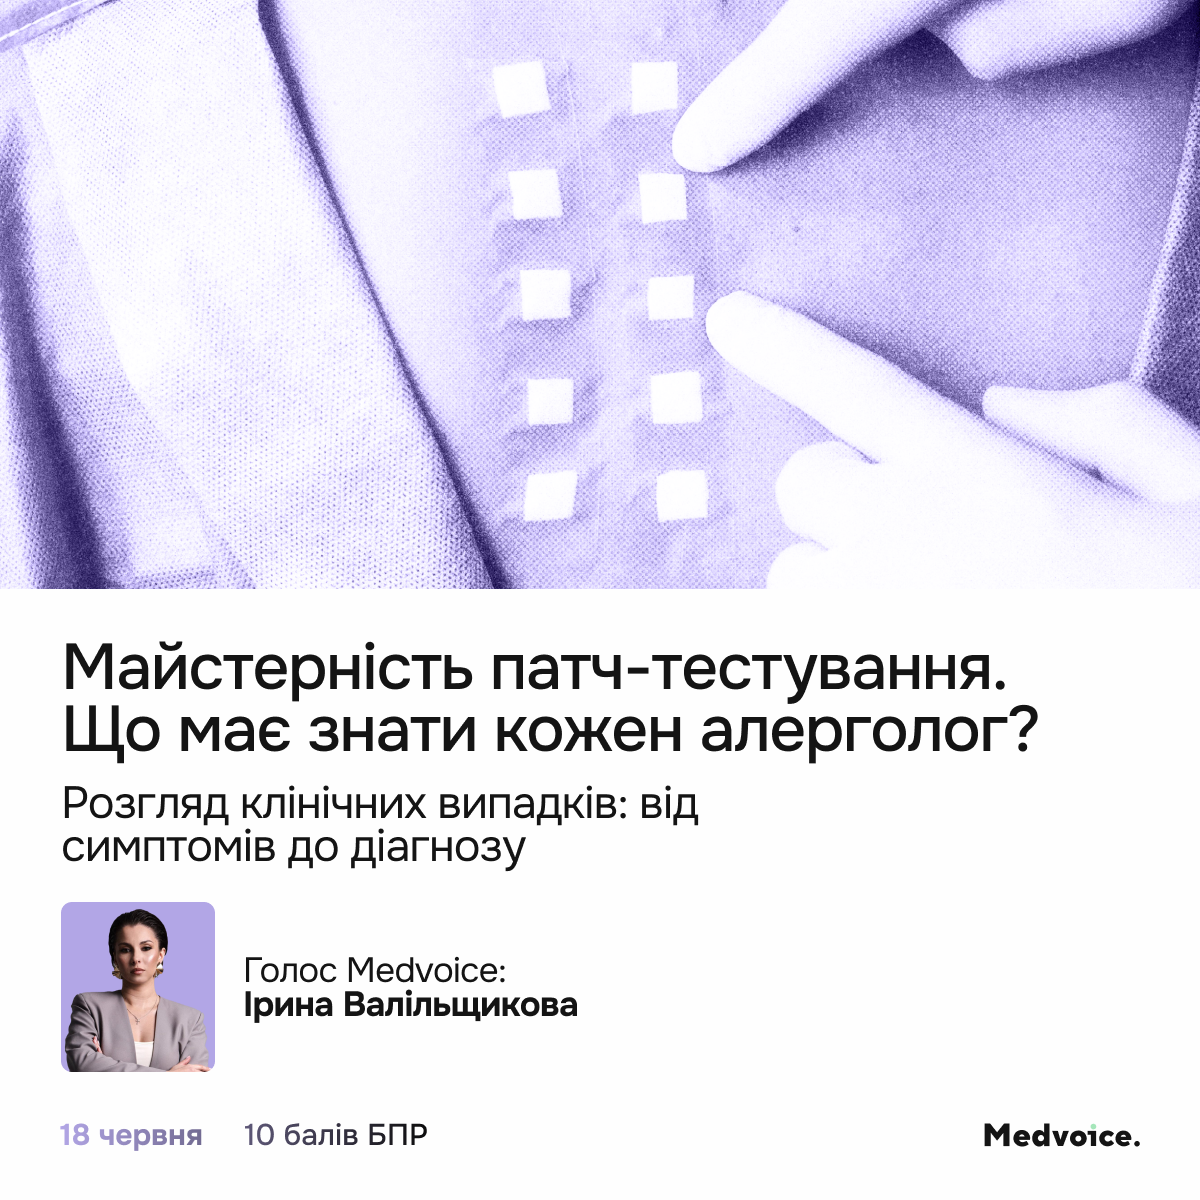 Майстерність патч-тестування.
Що має знати кожен алерголог?
Розгляд клінічних випадків: від
симптомів до діагнозу
Голос Medvoice:
Ірина Валільщикова
18 червня 10 балів БПР
Medvoice.